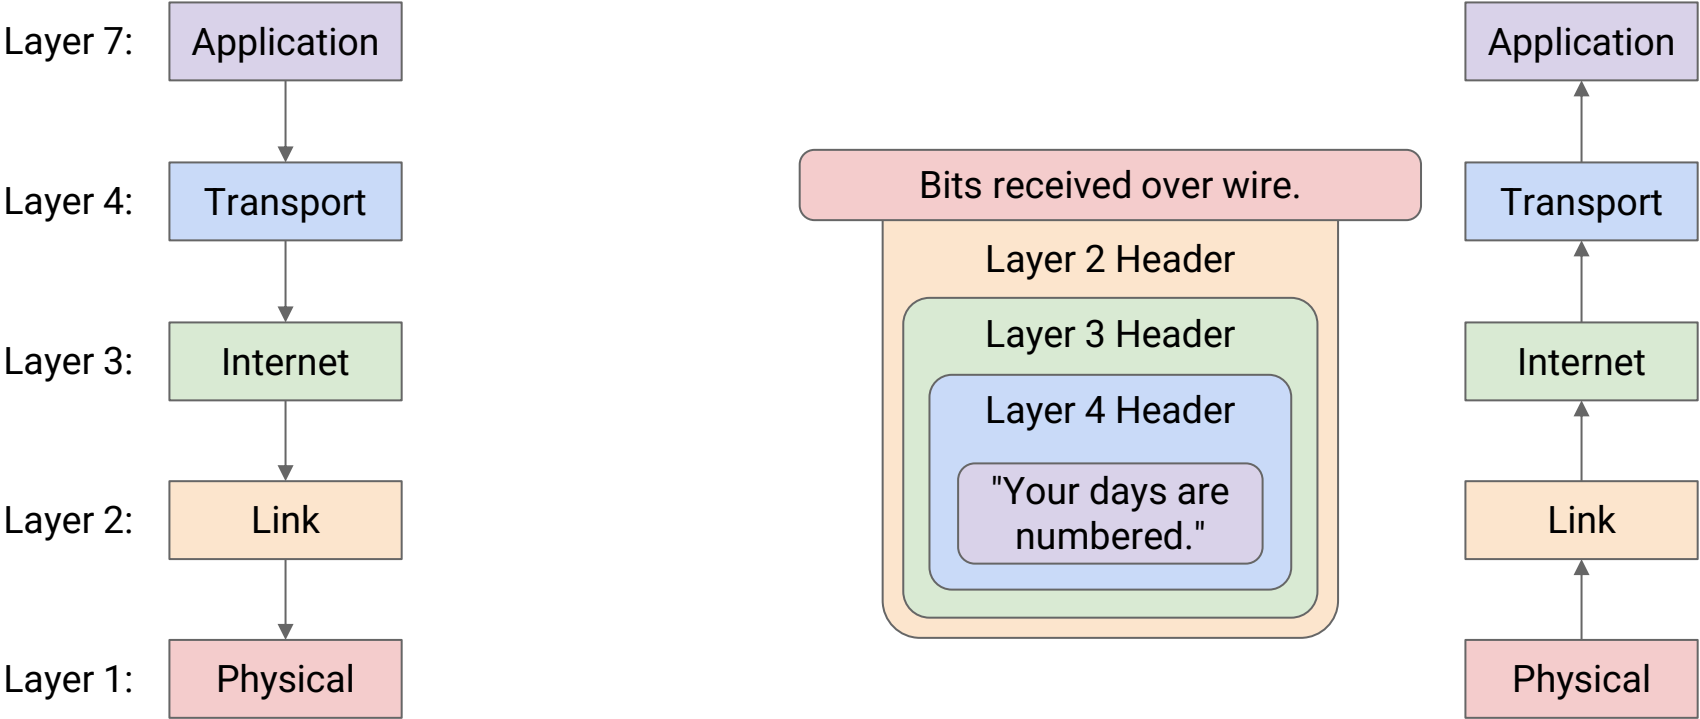 Layer 7:
Application
Application
Bits received over wire.
Layer 4:
Transport
Transport
Layer 2 Header
Layer 3 Header
Layer 3:
Internet
Internet
Layer 4 Header
"Your days are
numbered."
Layer 2:
Link
Link
Layer 1:
Physical
Physical